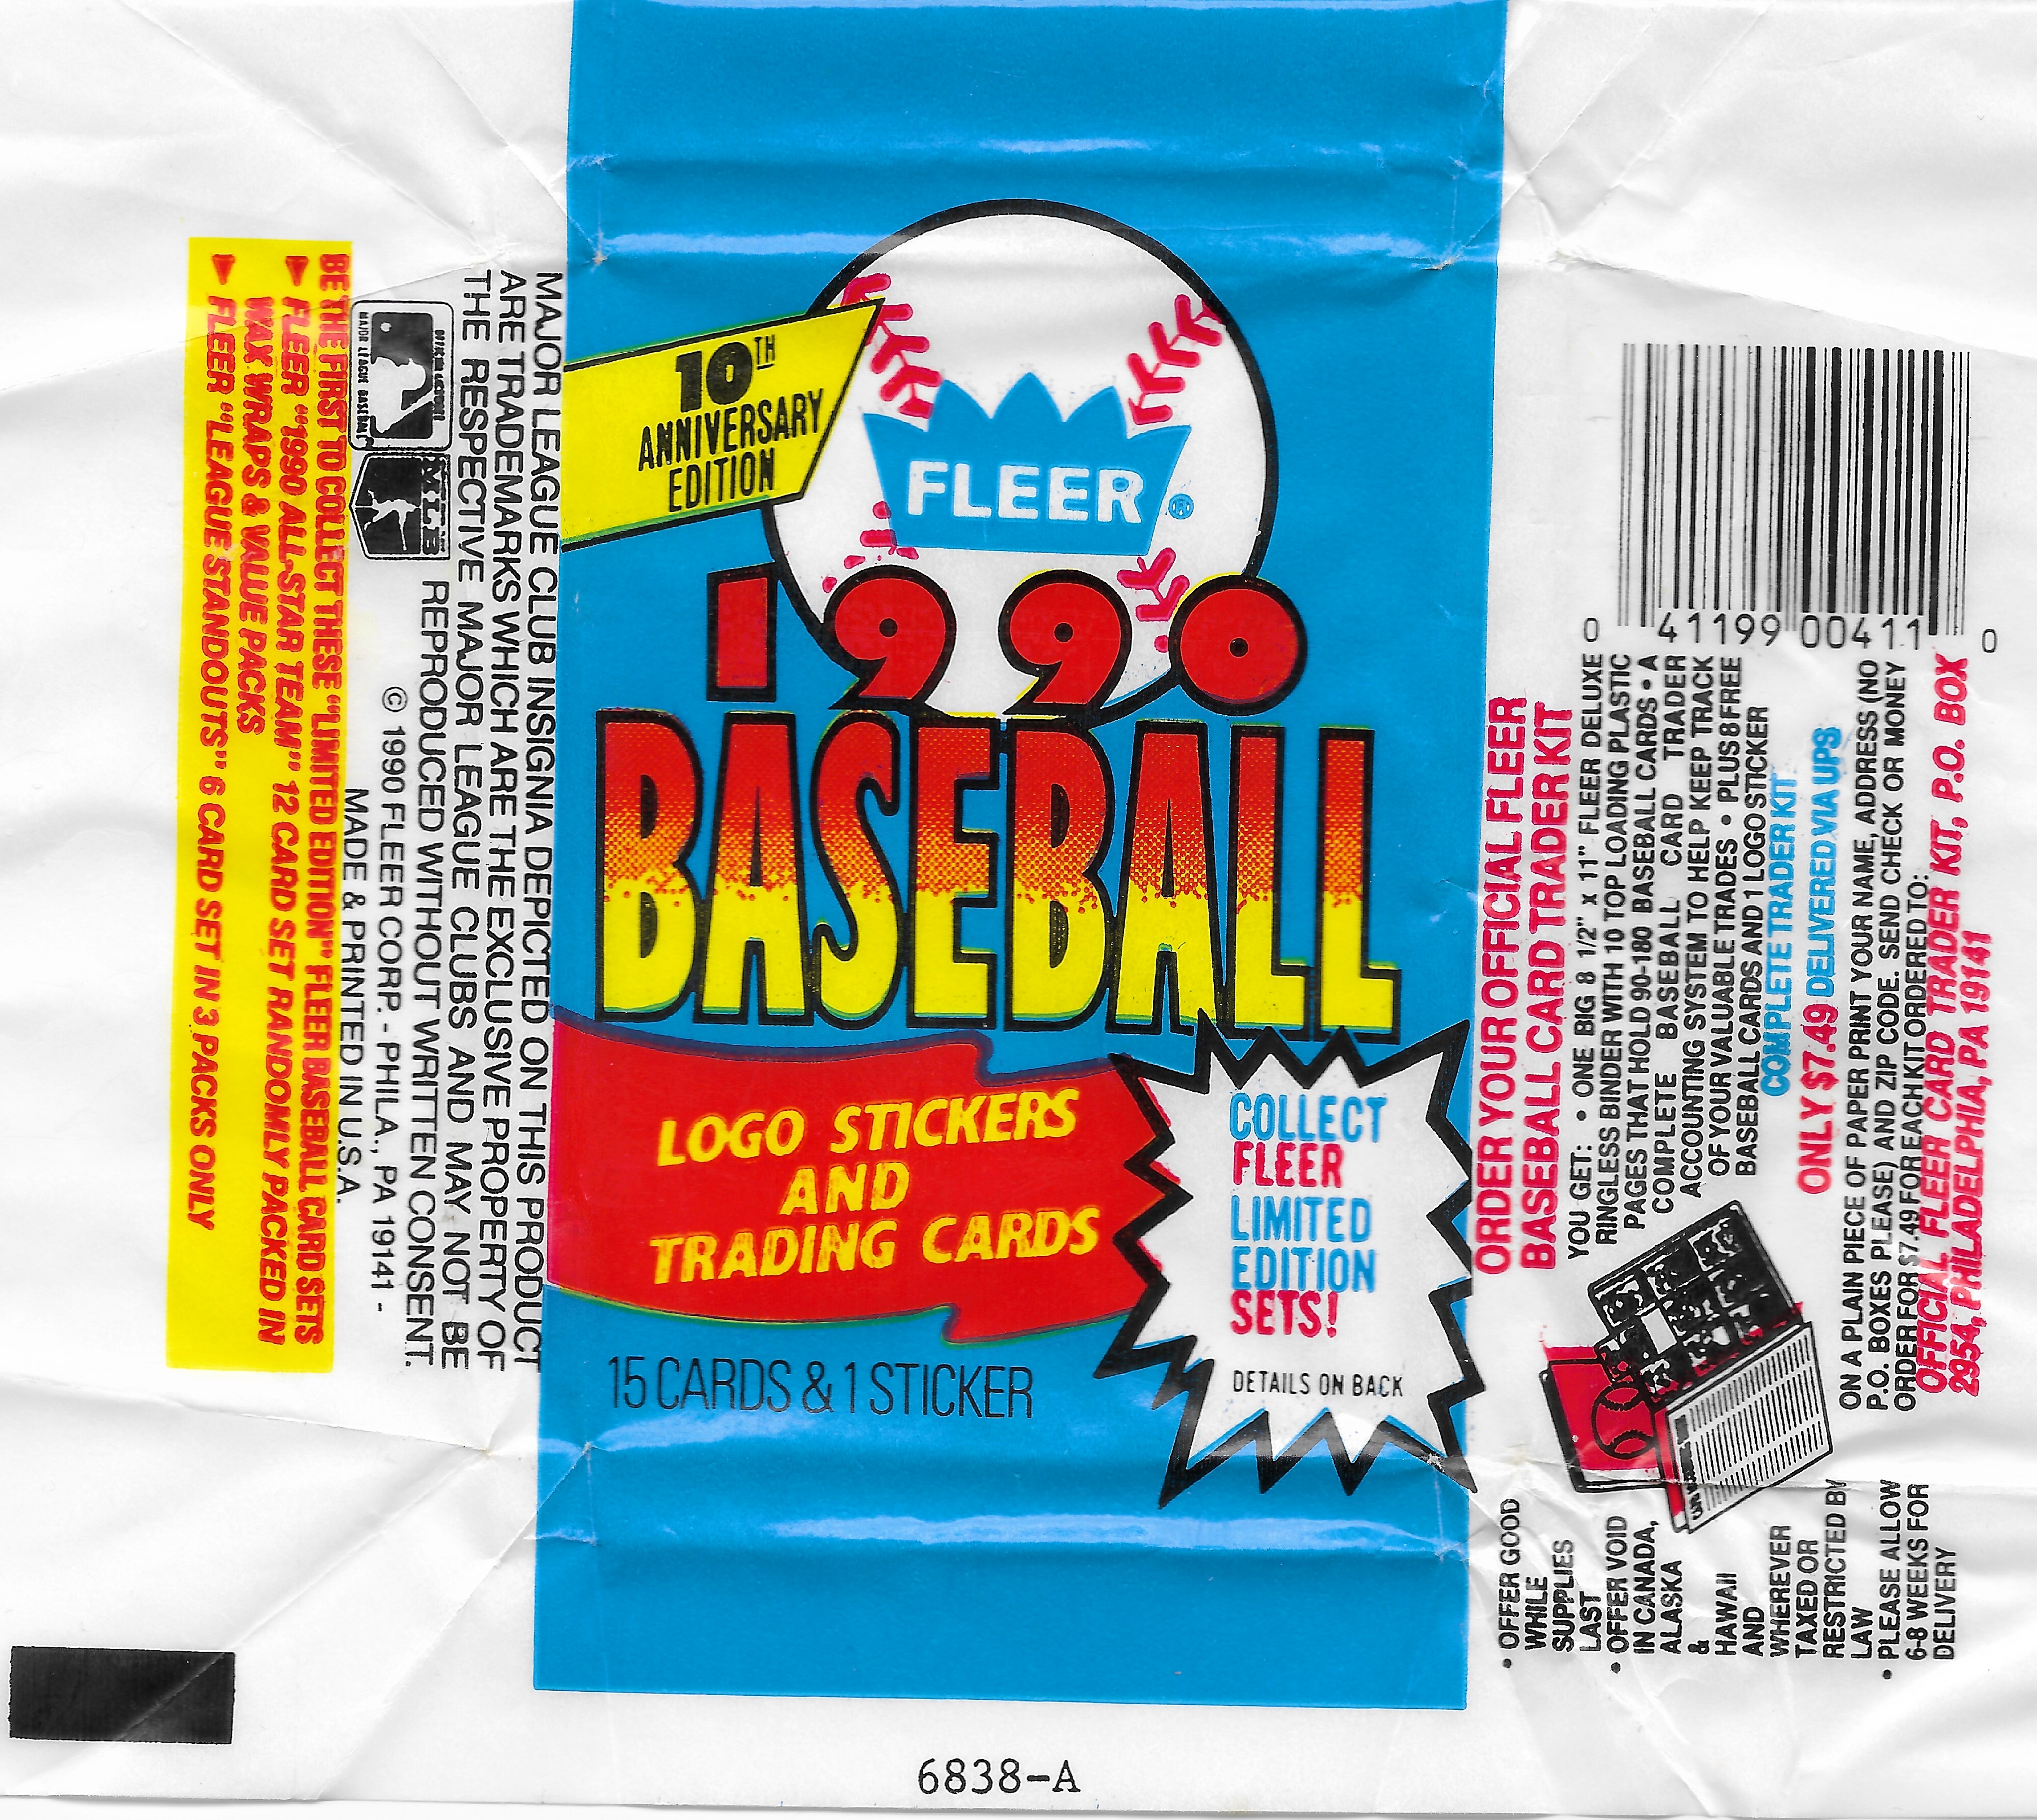 10TH
ANNIVERSARY
EDITION
FLEER®
1990
BASEBALL
LOGO STICKERS
AND
TRADING CARDS
COLLECT
FLEER
LIMITED
EDITION
SETS!
DETAILS ON BACK
15 CARDS & 1 STICKER
6838-A
MAJOR LEAGUE CLUB INSIGNIA DEPICTED ON THIS PRODUCT
ARE TRADEMARKS WHICH ARE THE EXCLUSIVE PROPERTY OF
THE RESPECTIVE MAJOR LEAGUE CLUBS AND MAY NOT BE
REPRODUCED WITHOUT WRITTEN CONSENT.
© 1990 FLEER CORP. - PHILA., PA 19141 -
MADE & PRINTED IN U.S.A.
MAJOR LEAGUE BASEBALL
MLB
BE THE FIRST TO COLLECT THESE "LIMITED EDITION" FLEER BASEBALL CARD SETS
▶ FLEER "1990 ALL-STAR TEAM" 12 CARD SET RANDOMLY PACKED IN
WAX WRAPS & VALUE PACKS
▶ FLEER "LEAGUE STANDOUTS" 6 CARD SET IN 3 PACKS ONLY
0 41199 00411 0
ORDER YOUR OFFICIAL FLEER
BASEBALL CARD TRADER KIT
YOU GET: • ONE BIG 8 1/2" x 11" FLEER DELUXE
RINGLESS BINDER WITH 10 TOP LOADING PLASTIC
PAGES THAT HOLD 90-180 BASEBALL CARDS • A
COMPLETE BASEBALL CARD TRADER
ACCOUNTING SYSTEM TO HELP KEEP TRACK
OF YOUR VALUABLE TRADES • PLUS 8 FREE
BASEBALL CARDS AND 1 LOGO STICKER
COMPLETE TRADER KIT
ONLY $7.49 DELIVERED VIA UPS
ON A PLAIN PIECE OF PAPER PRINT YOUR NAME, ADDRESS (NO
P.O. BOXES PLEASE) AND ZIP CODE. SEND CHECK OR MONEY
ORDER FOR $7.49 FOR EACH KIT ORDERED TO:
OFFICIAL FLEER CARD TRADER KIT, P.O. BOX
2954, PHILADELPHIA, PA 19141
• OFFER GOOD
WHILE
SUPPLIES
LAST
• OFFER VOID
IN CANADA,
ALASKA
&
HAWAII
AND
WHEREVER
TAXED OR
RESTRICTED BY
LAW
• PLEASE ALLOW
6-8 WEEKS FOR
DELIVERY